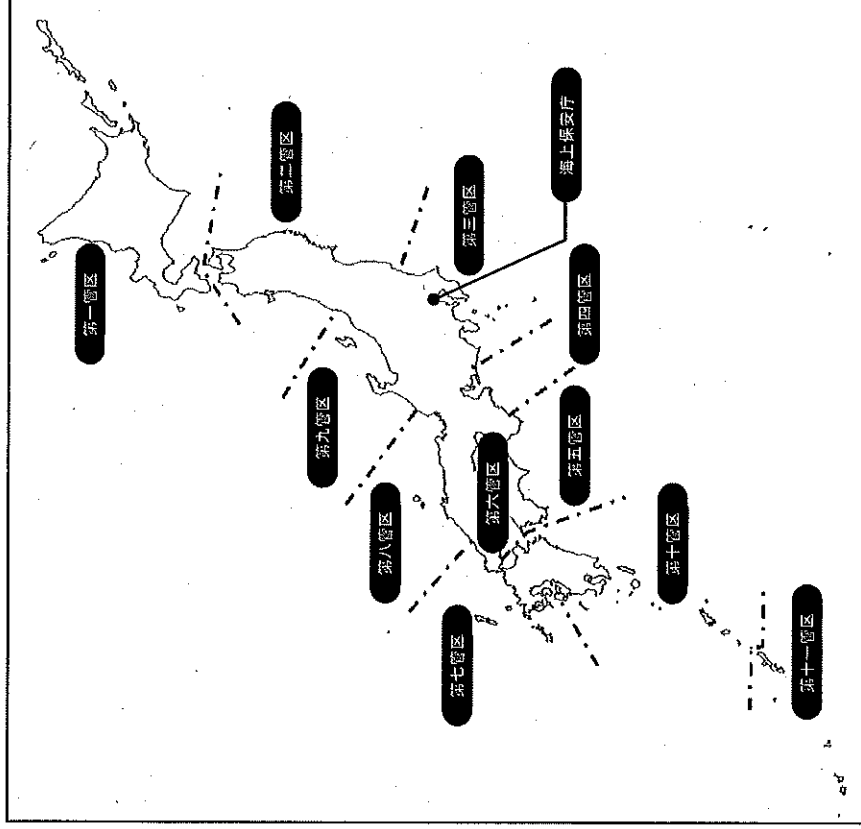 第一管区
第二管区
第三管区
海上保安庁
第四管区
第五管区
第六管区
第七管区
第八管区
第九管区
第十管区
第十一管区